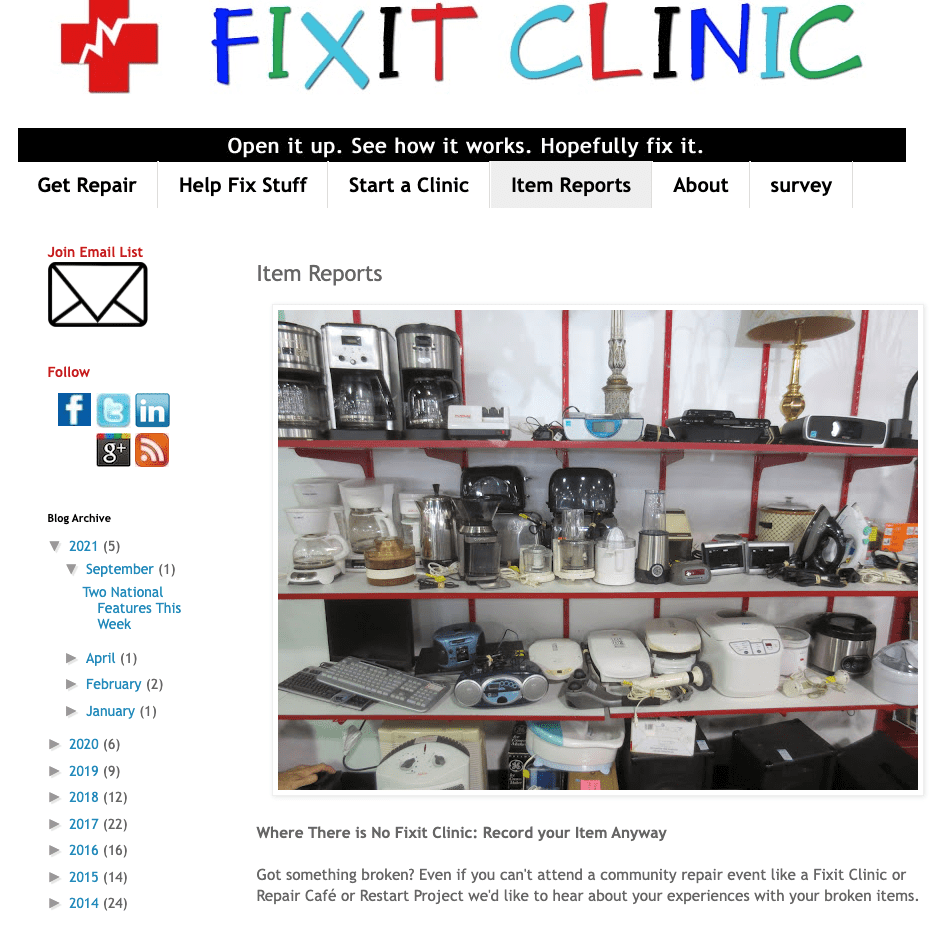 FIXIT CLINIC
Open it up. See how it works. Hopefully fix it.
Get Repair
Help Fix Stuff
Start a Clinic
Item Reports
About
survey
Join Email List
Follow
f
t
in
g+
Blog Archive
▼ 2021 (5)
▼ September (1)
Two National
Features This
Week
► April (1)
► February (2)
► January (1)
► 2020 (6)
► 2019 (9)
► 2018 (12)
► 2017 (22)
► 2016 (16)
► 2015 (14)
► 2014 (24)
Item Reports
Where There is No Fixit Clinic: Record your Item Anyway
Got something broken? Even if you can't attend a community repair event like a Fixit Clinic or
Repair Café or Restart Project we'd like to hear about your experiences with your broken items.